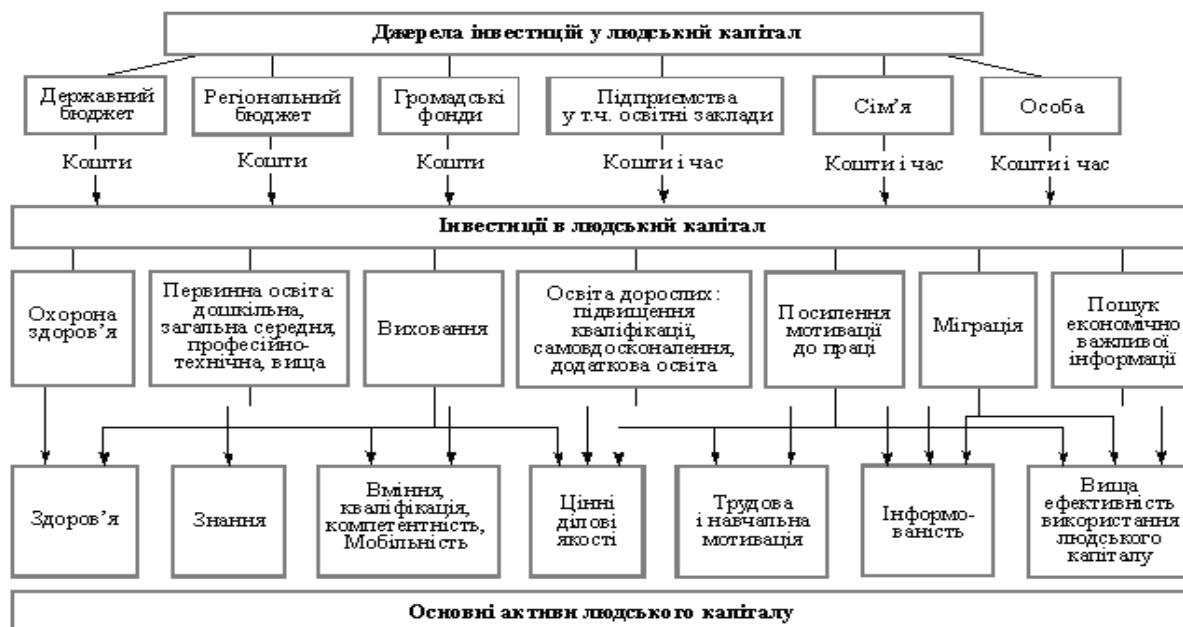 Джерела інвестицій у людський капітал
Державний
бюджет
Регіональний
бюджет
Громадські
фонди
Підприємства
у т.ч. освітні заклади
Сім’я
Особа
Кошти
Кошти
Кошти
Кошти і час
Кошти і час
Кошти і час
Інвестиції в людський капітал
Охорона
здоров’я
Первинна освіта:
дошкільна,
загальна середня,
професійно-
технічна, вища
Виховання
Освіта дорослих:
підвищення
кваліфікації,
самовдосконалення,
додаткова освіта
Посилення
мотивації
до праці
Міграція
Пошук
економічно
важливої
інформації
Здоров’я
Знання
Вміння,
кваліфікація,
компетентність,
Мобільність
Цінні
ділові
якості
Трудова
і навчальна
мотивація
Інформо-
ваність
Вища
ефективність
використання
людського
капіталу
Основні активи людського капіталу